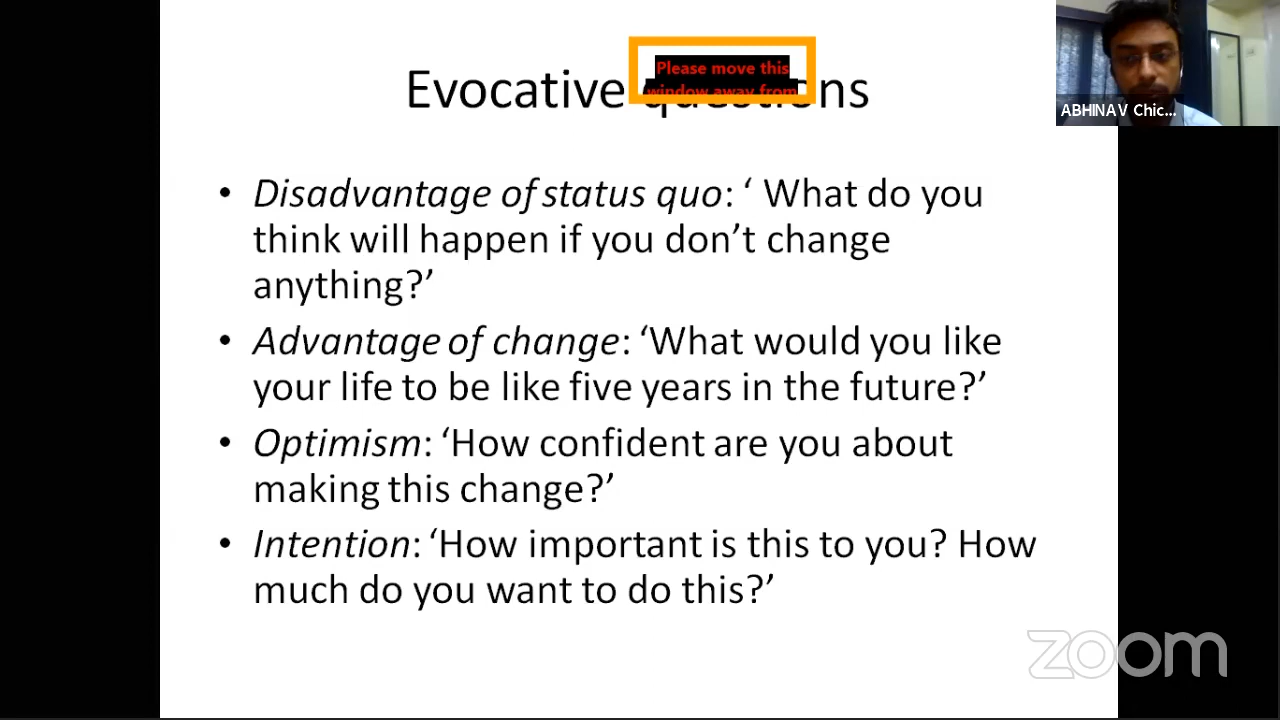 Please move this
window away from
Evocative questions
ABHINAV Chic...
• Disadvantage of status quo: ‘ What do you
think will happen if you don’t change
anything?’
• Advantage of change: ‘What would you like
your life to be like five years in the future?’
• Optimism: ‘How confident are you about
making this change?’
• Intention: ‘How important is this to you? How
much do you want to do this?’
zoom